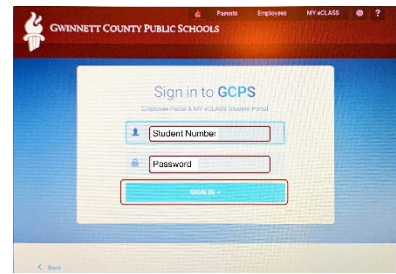 Parents Employees MY eCLASS ?
GWINNETT COUNTY PUBLIC SCHOOLS
Sign in to GCPS
Employee Portal & MY eCLASS Student Portal
Student Number
Password
SIGN IN
Back